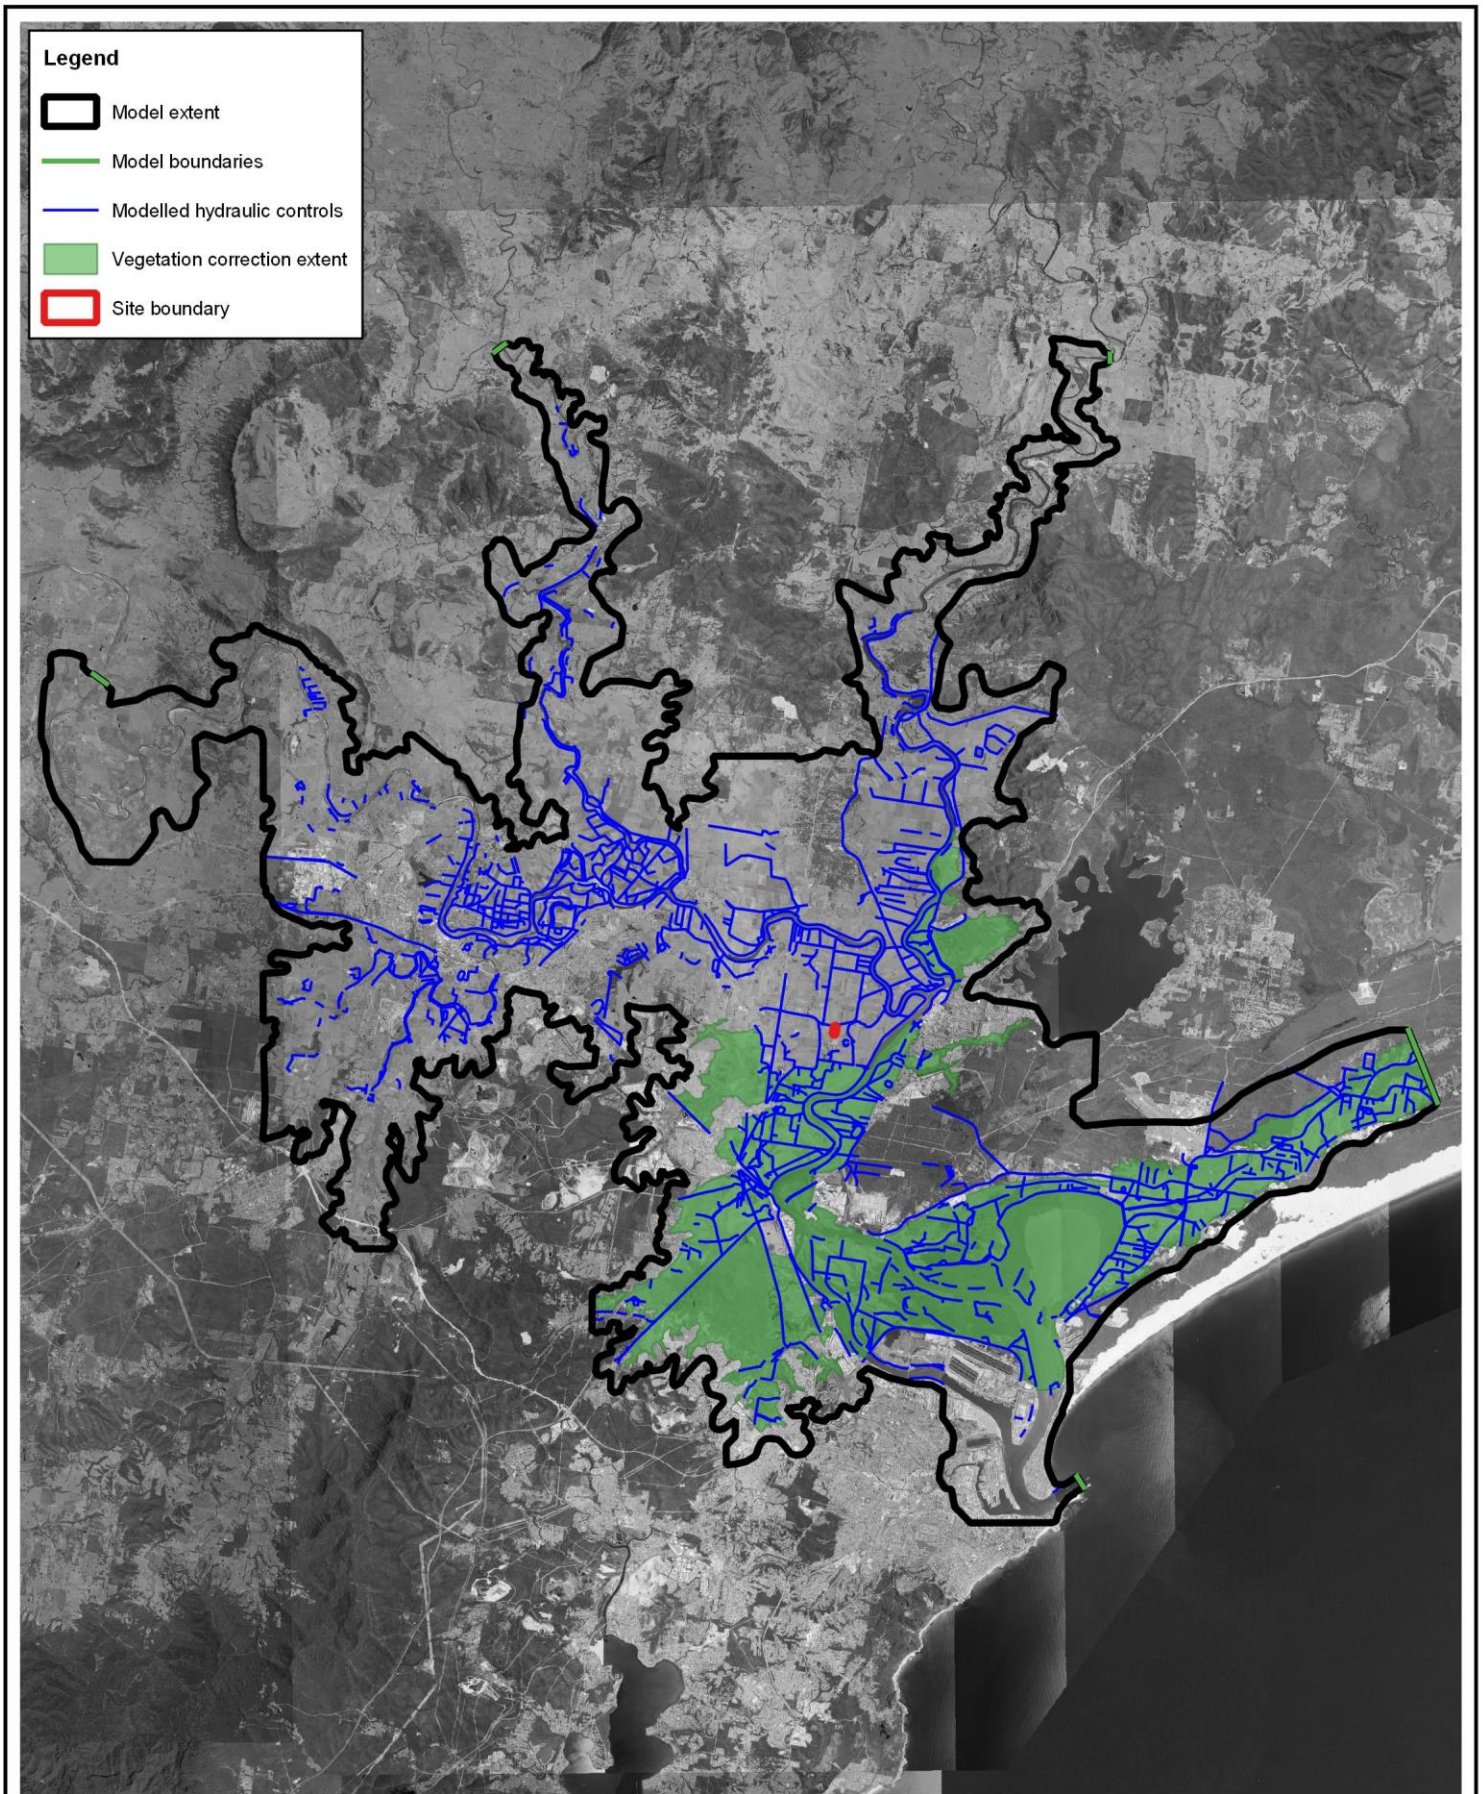 Legend
Model extent
Model boundaries
Modelled hydraulic controls
Vegetation correction extent
Site boundary